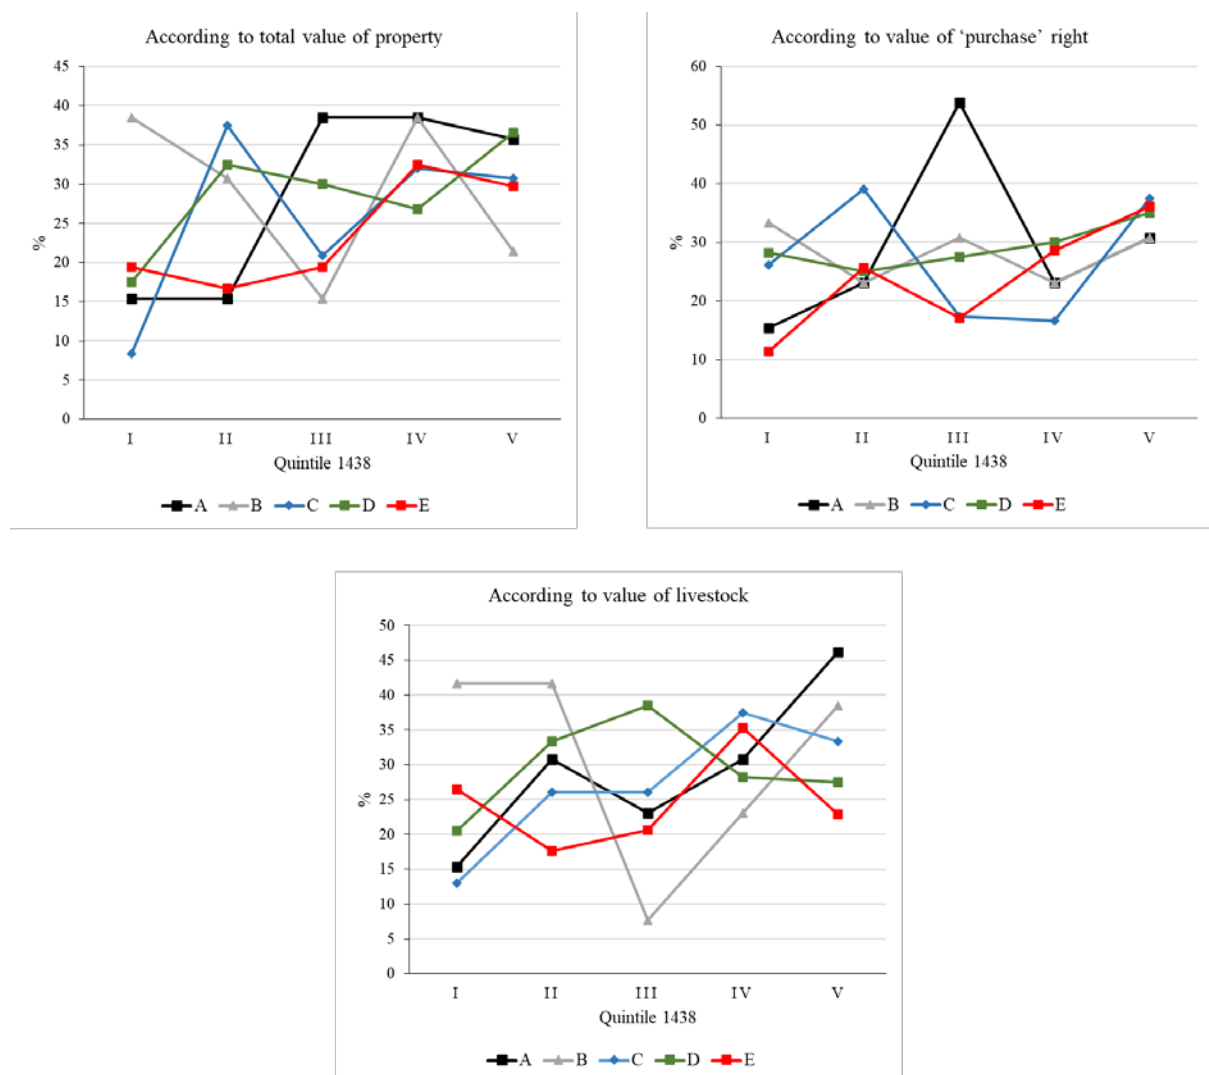 According to total value of property
45
40
35
30
25
20
15
10
5
0
%
I II III IV V
Quintile 1438
A B C D E
According to value of ‘purchase’ right
60
50
40
30
20
10
0
%
I II III IV V
Quintile 1438
A B C D E
According to value of livestock
50
45
40
35
30
25
20
15
10
5
0
%
I II III IV V
Quintile 1438
A B C D E